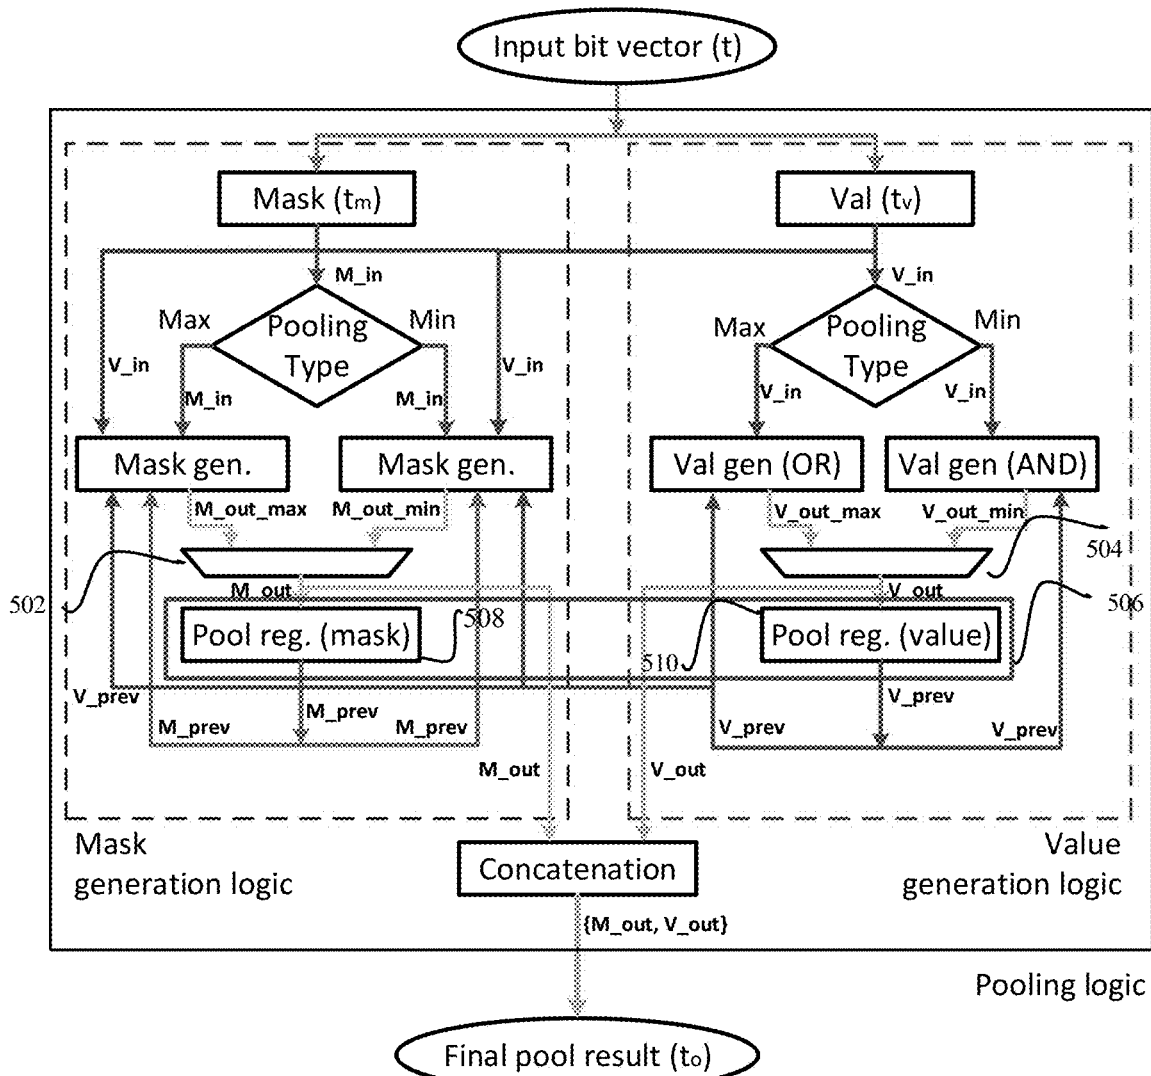 Input bit vector (t)
Mask (tm)
Val (tv)
M_in
V_in
Max
Pooling
Type
Min
Max
Pooling
Type
Min
V_in
M_in
M_in
V_in
V_in
V_in
Mask gen.
Mask gen.
Val gen (OR)
Val gen (AND)
M_out_max
M_out_min
V_out_max
V_out_min
504
502
M_out
V_out
506
Pool reg. (mask)
508
510
Pool reg. (value)
V_prev
M_prev
V_prev
M_prev
M_prev
V_prev
V_prev
M_out
V_out
Mask
generation logic
Concatenation
Value
generation logic
{M_out, V_out}
Pooling logic
Final pool result (to)